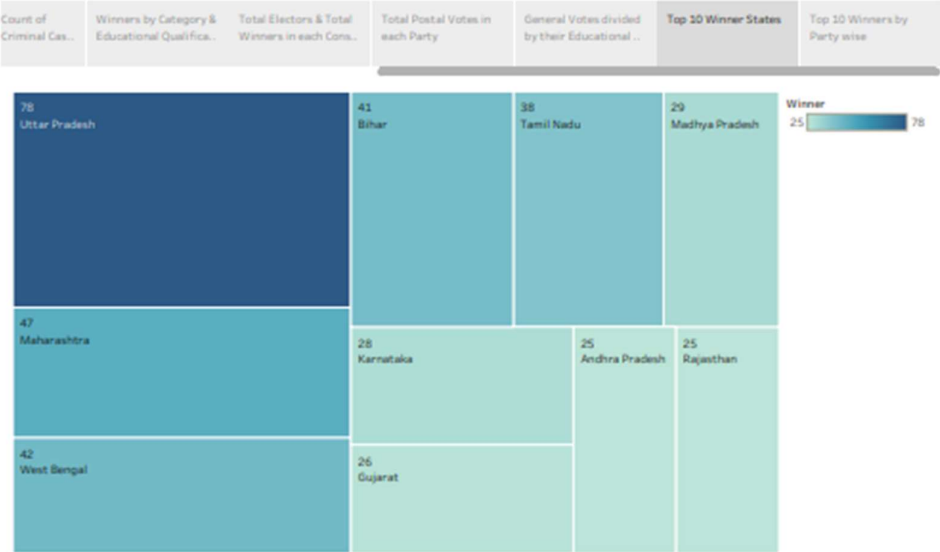 Count of
Criminal Cas..
Winners by Category &
Educational Qualifica..
Total Electors & Total
Winners in each Cons..
Total Postal Votes in
each Party
General Votes divided
by their Educational ..
Top 10 Winner States
Top 10 Winners by
Party wise
78
Uttar Pradesh
41
Bihar
38
Tamil Nadu
29
Madhya Pradesh
Winner
25 78
47
Maharashtra
28
Karnataka
25
Andhra Pradesh
25
Rajasthan
42
West Bengal
26
Gujarat